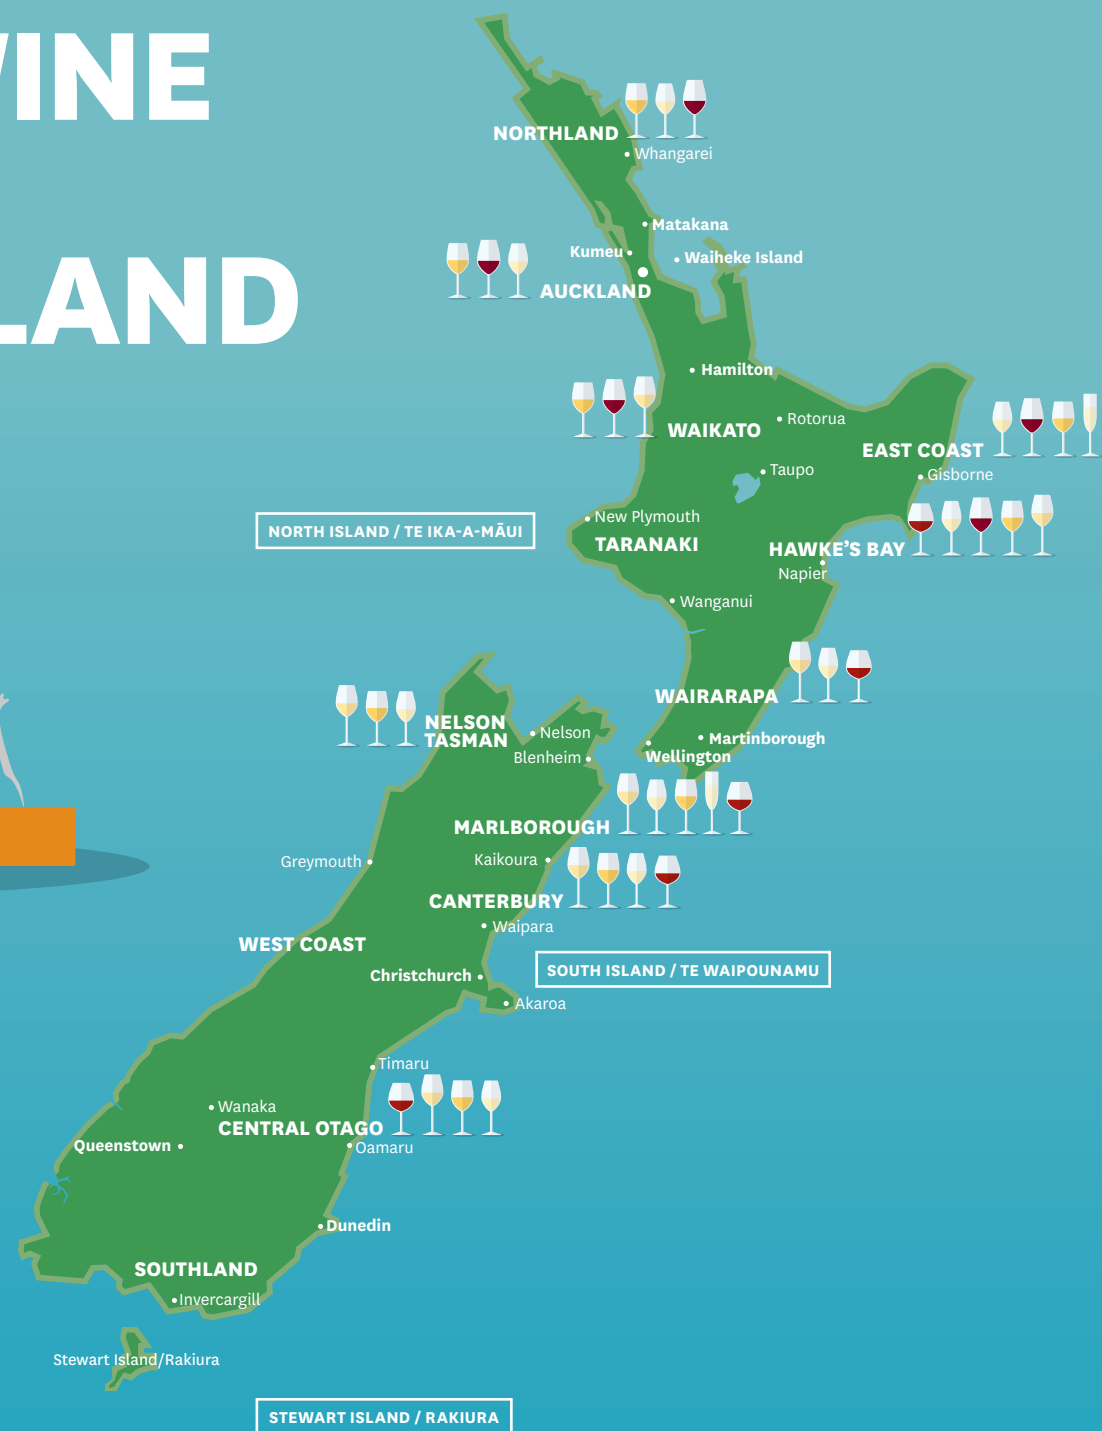 INE
LAND
NORTHLAND
Whangarei
Matakana
Kumeu
Waiheke Island
AUCKLAND
Hamilton
Rotorua
WAIKATO
EAST COAST
Taupo
Gisborne
New Plymouth
NORTH ISLAND / TE IKA-A-MĀUI
TARANAKI
HAWKE'S BAY
Napier
Wanganui
WAIRARAPA
NELSON
TASMAN
Nelson
Martinborough
Wellington
Blenheim
MARLBOROUGH
Kaikoura
Greymouth
CANTERBURY
Waipara
WEST COAST
SOUTH ISLAND / TE WAIPOUNAMU
Christchurch
Akaroa
Timaru
Wanaka
CENTRAL OTAGO
Queenstown
Oamaru
Dunedin
SOUTHLAND
Invercargill
Stewart Island/Rakiura
STEWART ISLAND / RAKIURA